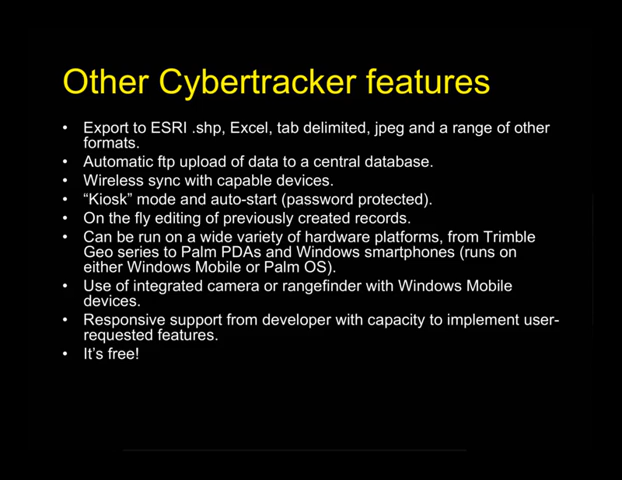 Other Cybertracker features
• Export to ESRI .shp, Excel, tab delimited, jpeg and a range of other
formats.
• Automatic ftp upload of data to a central database.
• Wireless sync with capable devices.
• “Kiosk” mode and auto-start (password protected).
• On the fly editing of previously created records.
• Can be run on a wide variety of hardware platforms, from Trimble
Geo series to Palm PDAs and Windows smartphones (runs on
either Windows Mobile or Palm OS).
• Use of integrated camera or rangefinder with Windows Mobile
devices.
• Responsive support from developer with capacity to implement user-
requested features.
• It’s free!